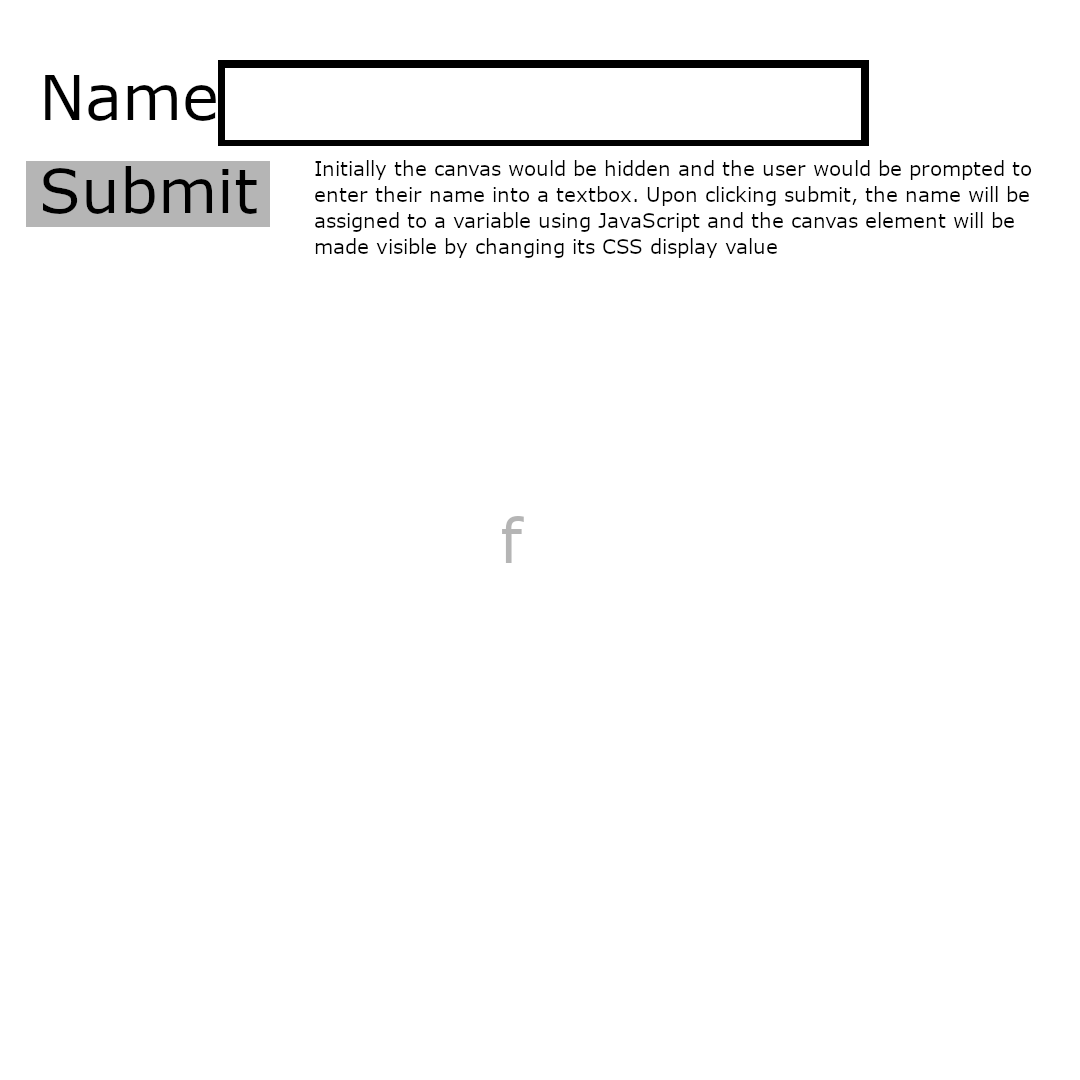 Name
Submit
Initially the canvas would be hidden and the user would be prompted to
enter their name into a textbox. Upon clicking submit, the name will be
assigned to a variable using JavaScript and the canvas element will be
made visible by changing its CSS display value
f